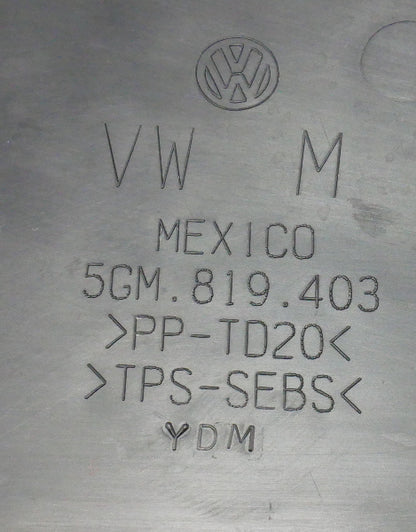 VW
VW M
MEXICO
5GM.819.403
>PP-TD20<
>TPS-SEBS<
YDM